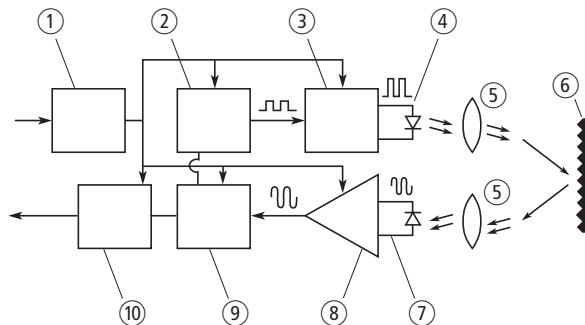 ① ② ③ ④
⑤ ⑥
⑤
⑩ ⑨ ⑧ ⑦